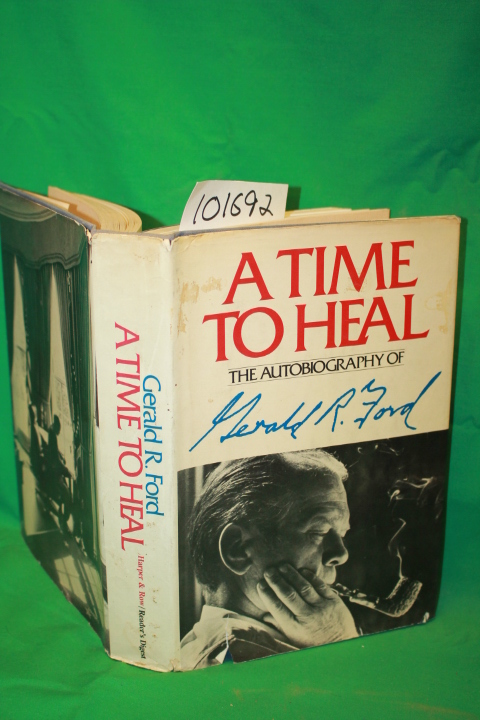 101692
A TIME
TO HEAL
THE AUTOBIOGRAPHY OF
Gerald R. Ford
Gerald R. Ford
A TIME TO HEAL
Harper & Row/Reader's Digest